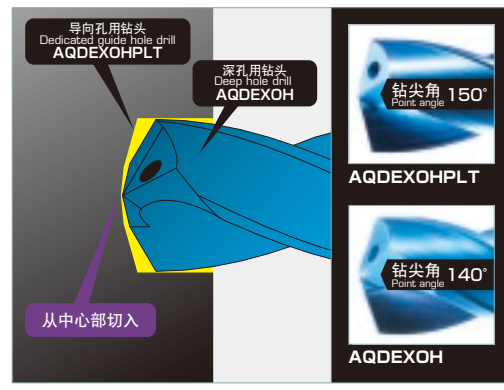 导向孔用钻头
Dedicated guide hole drill
AQDEXOHPLT
深孔用钻头
Deep hole drill
AQDEXOH
从中心部切入
钻尖角 150°
Point angle
AQDEXOHPLT
钻尖角 140°
Point angle
AQDEXOH